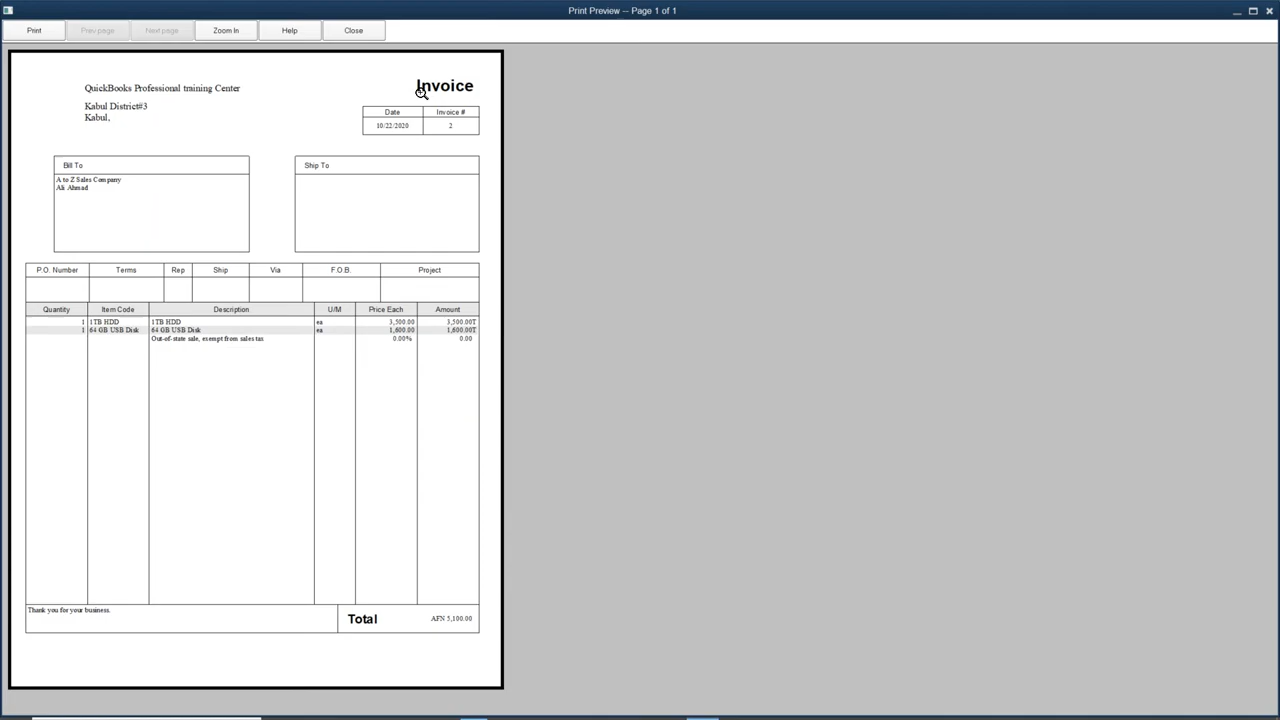 Print Preview -- Page 1 of 1
Print Prev page Next page Zoom In Help Close
QuickBooks Professional training Center
Invoice
Kabul District#3
Kabul,
Date Invoice #
10/22/2020 2
Bill To
A to Z Sales Company
Ali Ahmad
Ship To
P.O. Number Terms Rep Ship Via F.O.B. Project
Quantity Item Code Description U/M Price Each Amount
1 1TB HDD 1TB HDD ea 3,500.00 3,500.00T
1 64 GB USB Disk 64 GB USB Disk ea 1,600.00 1,600.00T
Out-of-state sale, exempt from sales tax 0.00% 0.00
Thank you for your business.
Total AFN 5,100.00